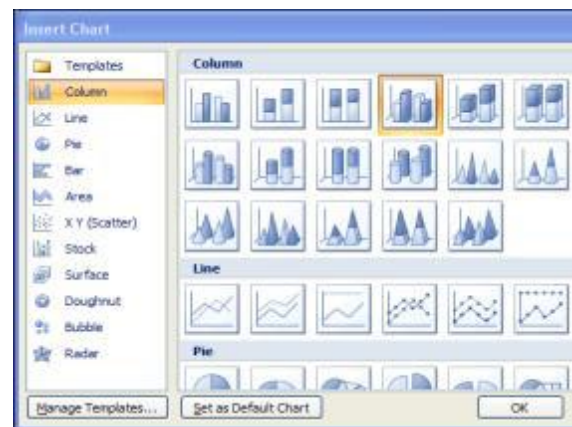 Insert Chart
Templates
Column
Line
Pie
Bar
Area
X Y (Scatter)
Stock
Surface
Doughnut
Bubble
Radar
Column
Line
Pie
Manage Templates...
Set as Default Chart
OK